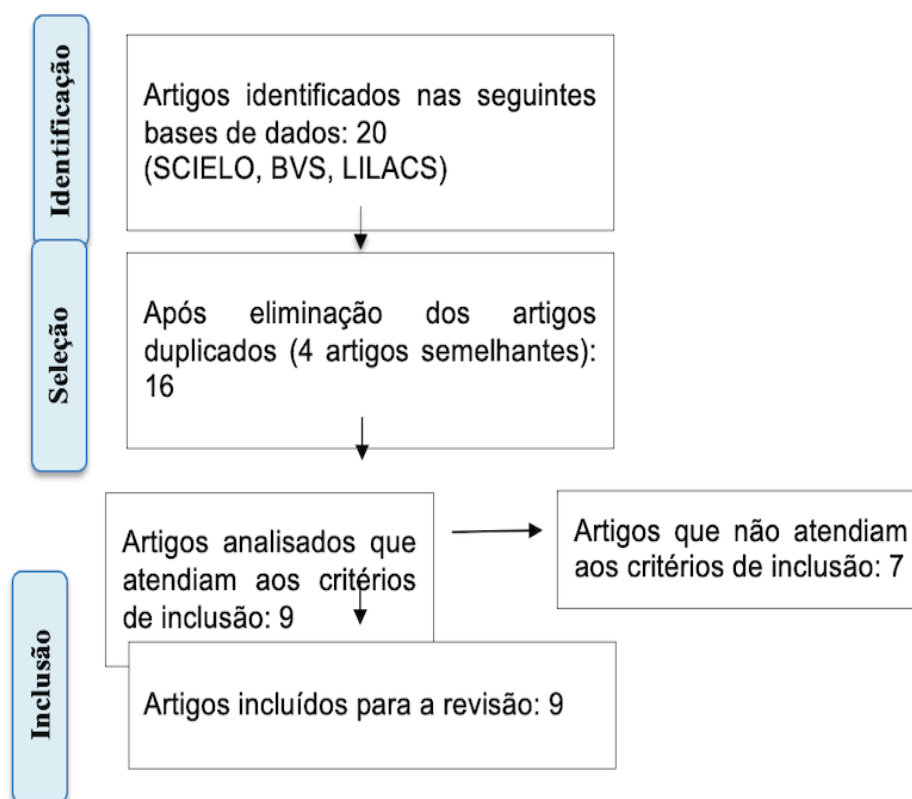 Identificação
Artigos identificados nas seguintes
bases de dados: 20
(SCIELO, BVS, LILACS)
Seleção
Após eliminação dos artigos
duplicados (4 artigos semelhantes):
16
Artigos analisados que
atendiam aos critérios
de inclusão: 9
Artigos que não atendiam
aos critérios de inclusão: 7
Inclusão
Artigos incluídos para a revisão: 9